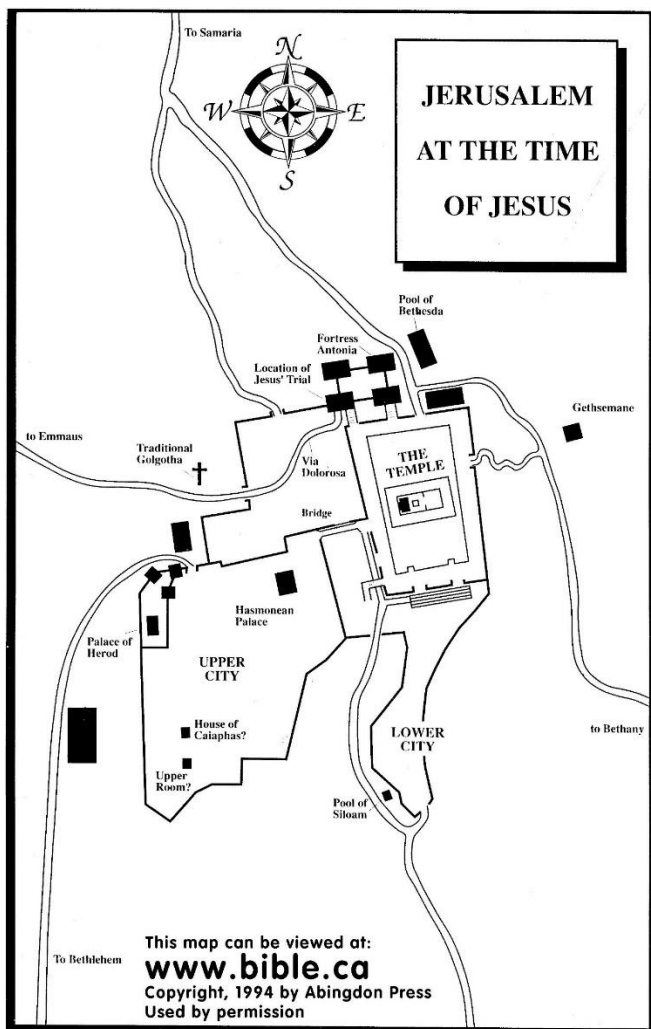 To Samaria
N
W
E
S
JERUSALEM
AT THE TIME
OF JESUS
Pool of
Bethesda
Fortress
Antonia
Location of
Jesus' Trial
Gethsemane
to Emmaus
Traditional
Golgotha
Via
Dolorosa
THE
TEMPLE
Bridge
Hasmonean
Palace
Palace of
Herod
UPPER
CITY
House of
Caiaphas?
LOWER
CITY
to Bethany
Upper
Room?
Pool of
Siloam
To Bethlehem
This map can be viewed at:
www.bible.ca
Copyright, 1994 by Abingdon Press
Used by permission